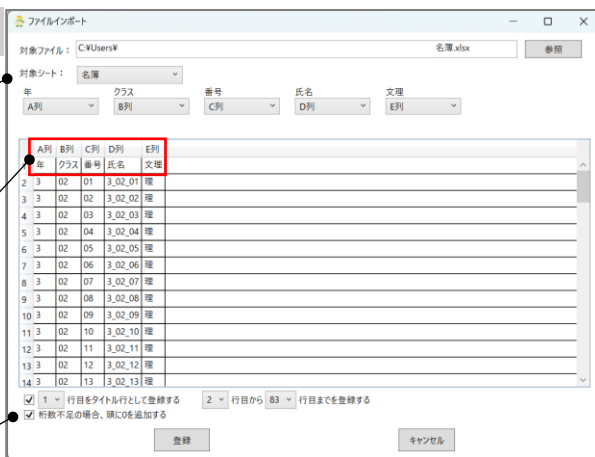 ファイルインポート
対象ファイル： C:¥Users¥ 名簿.xlsx 参照
対象シート： 名簿
年 クラス 番号 氏名 文理
A列 B列 C列 D列 E列
A列 B列 C列 D列 E列
1 年 クラス 番号 氏名 文理
2 3 02 01 3_02_01 理
3 3 02 02 3_02_02 理
4 3 02 03 3_02_03 理
5 3 02 04 3_02_04 理
6 3 02 05 3_02_05 理
7 3 02 06 3_02_06 理
8 3 02 07 3_02_07 理
9 3 02 08 3_02_08 理
10 3 02 09 3_02_09 理
11 3 02 10 3_02_10 理
12 3 02 11 3_02_11 理
13 3 02 12 3_02_12 理
14 3 02 13 3_02_13 理
1 行目をタイトル行として登録する 2 行目から 83 行目までを登録する
桁数不足の場合、頭に0を追加する
登録 キャンセル